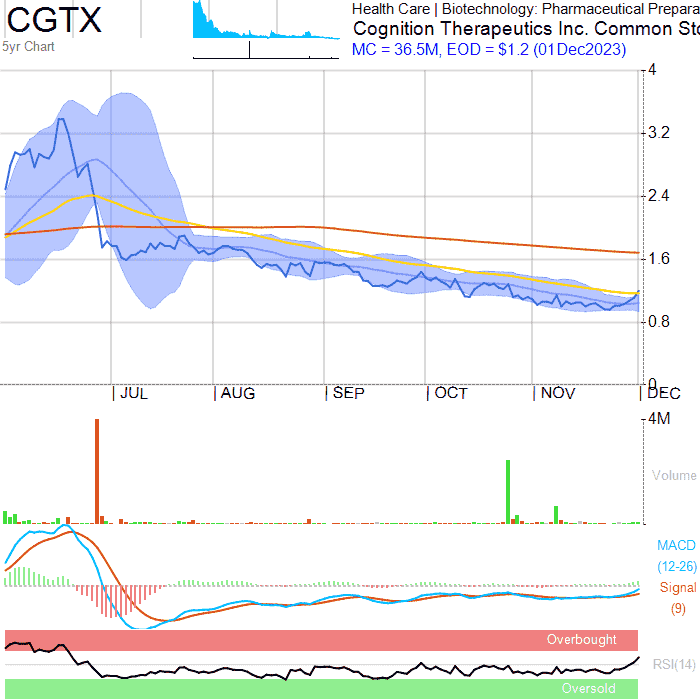 CGTX
5yr Chart
Health Care | Biotechnology: Pharmaceutical Prepara
Cognition Therapeutics Inc. Common Sto
MC = 36.5M, EOD = $1.2 (01Dec2023)
4
3.2
2.4
1.6
0.8
0
JUL AUG SEP OCT NOV DEC
4M
Volume
MACD
(12-26)
Signal
(9)
Overbought
RSI(14)
Oversold